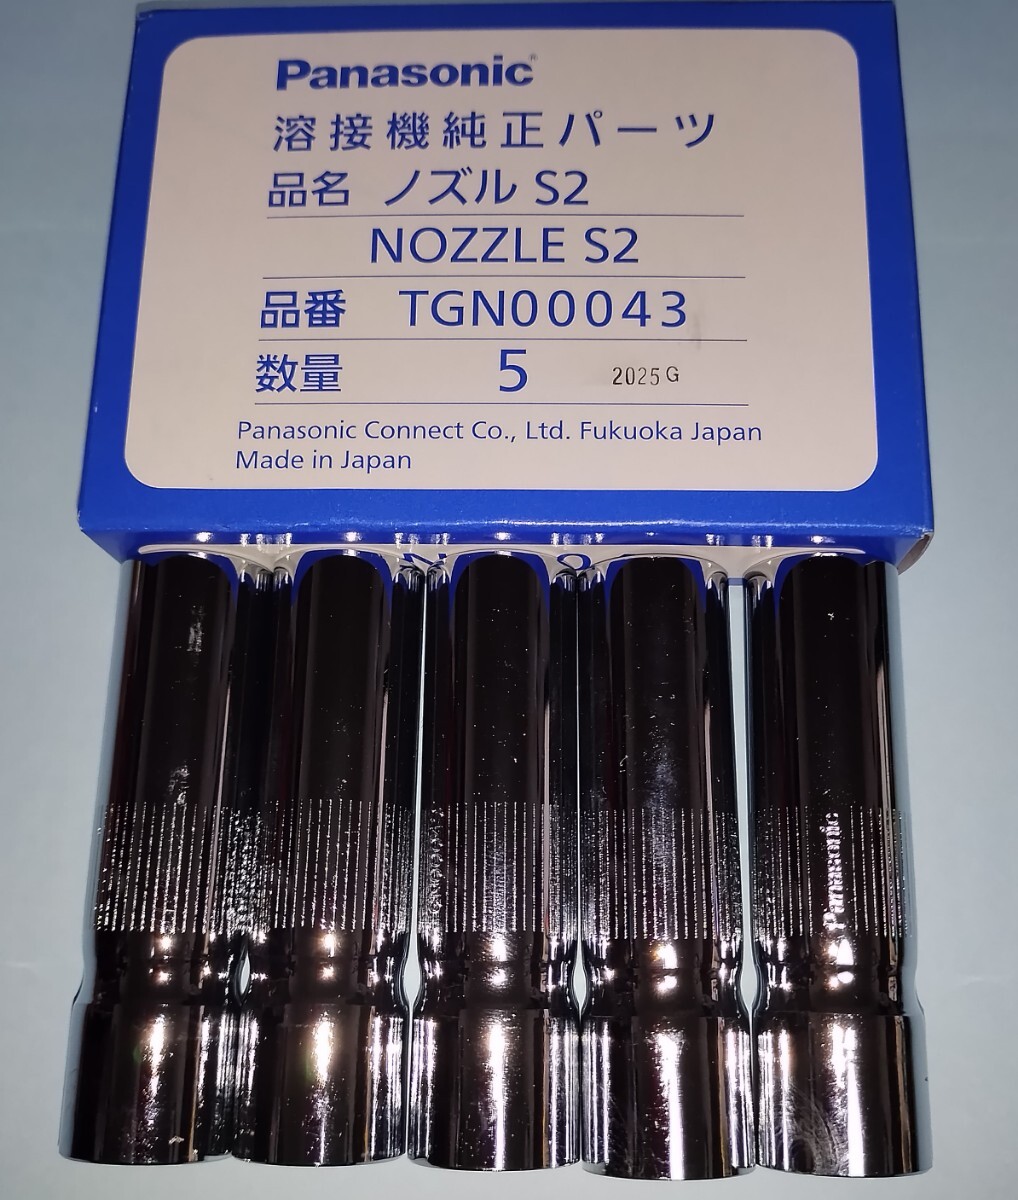 Panasonic®
溶接機純正パーツ
品名 ノズル S2
NOZZLE S2
品番 TGN00043
数量 5 2025 G
Panasonic Connect Co., Ltd. Fukuoka Japan
Made in Japan
Panasonic